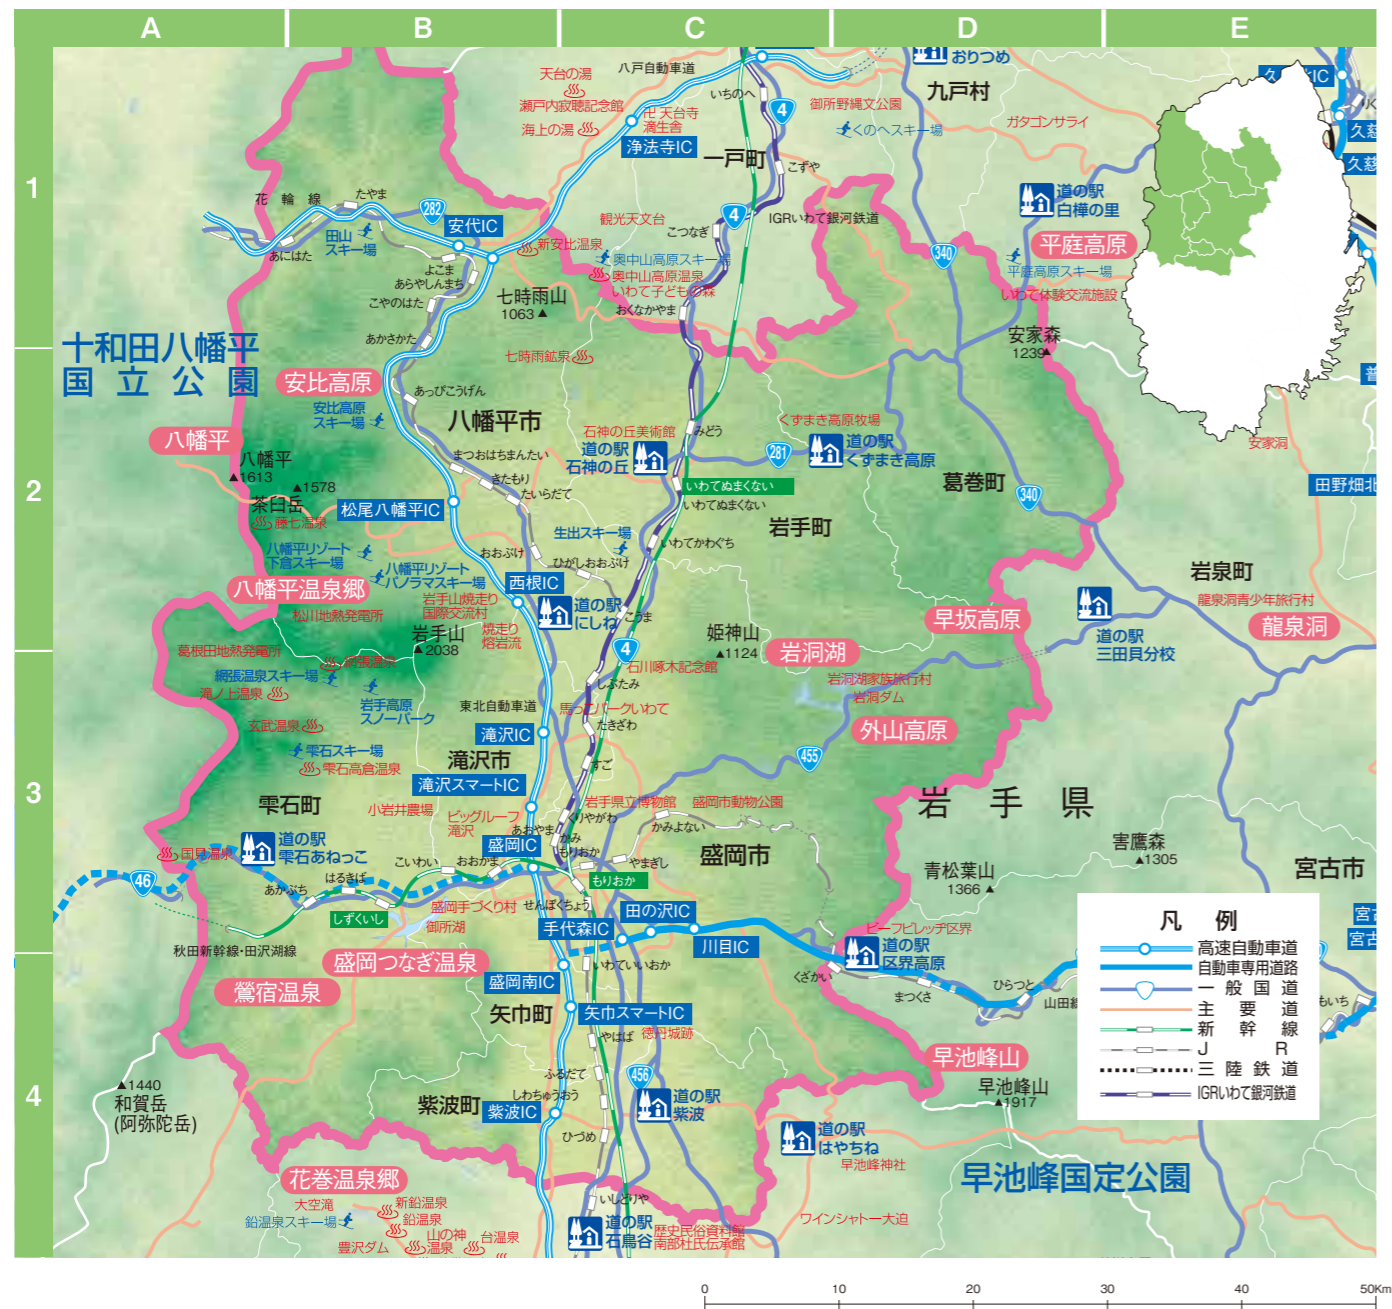 A
B
C
D
E
1
2
3
4
おりつめ
九戸村
八戸自動車道
天台の湯
瀬戸内寂聴記念館
海上の湯
卍 天台寺
滴生舎
浄法寺IC
いちのへ
4
御所野縄文公園
くのへスキー場
ガタゴンサライ
一戸町
こずや
道の駅
白樺の里
花輪線
たやま
282
安代IC
田山
スキー場
あにはた
よこま
あらやしんまち
こやのはた
あかさかた
新安比温泉
観光天文台
4
こつなぎ
IGRいわて銀河鉄道
奥中山高原スキー場
奥中山高原温泉
いわて子どもの森
おくなかやま
340
平庭高原
平庭高原スキー場
いわて体験交流施設
七時雨山
1063
安家森
1239
十和田八幡平
国立公園
七時雨鉱泉
安比高原
安比高原
スキー場
あっぴこうげん
八幡平市
八幡平
八幡平
1613
1578
茶臼岳
藤七温泉
松尾八幡平IC
まつおはちまんたい
きたもり
たいらだて
石神の丘美術館
道の駅
石神の丘
みどう
281
くずまき高原牧場
道の駅
くずまき高原
葛巻町
340
いわてぬまくない
いわてぬまくない
岩手町
安家洞
田野畑北
八幡平リゾート
下倉スキー場
八幡平リゾート
パノラマスキー場
おおぶけ
生出スキー場
いわてかわぐち
ひがしおおぶけ
八幡平温泉郷
松川地熱発電所
岩手山焼走り
国際交流村
焼走り
熔岩流
西根IC
道の駅
にしね
こうま
岩手山
2038
姫神山
1124
岩洞湖
早坂高原
道の駅
三田貝分校
岩泉町
龍泉洞青少年旅行村
龍泉洞
葛根田地熱発電所
網張温泉
網張温泉スキー場
滝ノ上温泉
岩手高原
スノーパーク
玄武温泉
雫石スキー場
雫石高倉温泉
4
石川啄木記念館
しぶたみ
東北自動車道
馬っこパークいわて
たきざわ
滝沢IC
滝沢市
滝沢スマートIC
すご
岩洞湖家族旅行村
岩洞ダム
外山高原
455
岩手県
雫石町
小岩井農場
ビッグルーフ
滝沢
岩手県立博物館
盛岡市動物公園
くりやがわ
かみよない
あおやま
かみ
もりおか
盛岡IC
盛岡市
やまぎし
もりおか
国見温泉
道の駅
雫石あねっこ
46
こいわい
おおかま
あかぶち
はるきば
しずくいし
盛岡手づくり村
御所湖
せんぼくちょう
手代森IC
田の沢IC
川目IC
秋田新幹線・田沢湖線
盛岡つなぎ温泉
鶯宿温泉
盛岡南IC
いわていいおか
青松葉山
1366
害鷹森
1305
宮古市
ビーフビレッヂ区界
道の駅
区界高原
くざかい
まつくさ
ひらつと
山田線
もいち
矢巾町
矢巾スマートIC
やはば
徳丹城跡
ふるだて
456
しわちゅうおう
紫波町
紫波IC
道の駅
紫波
ひづめ
1440
和賀岳
(阿弥陀岳)
早池峰山
早池峰山
1917
道の駅
はやちね
早池峰神社
早池峰国定公園
ワインシャトー大迫
花巻温泉郷
大空滝
鉛温泉スキー場
豊沢ダム
新鉛温泉
鉛温泉
山の神
温泉
台温泉
いしどりや
道の駅
石鳥谷
歴史民俗資料館
南部杜氏伝承館
凡例
高速自動車道
自動車専用道路
一般国道
主要道
新幹線
JR
三陸鉄道
IGRいわて銀河鉄道
0 10 20 30 40 50Km